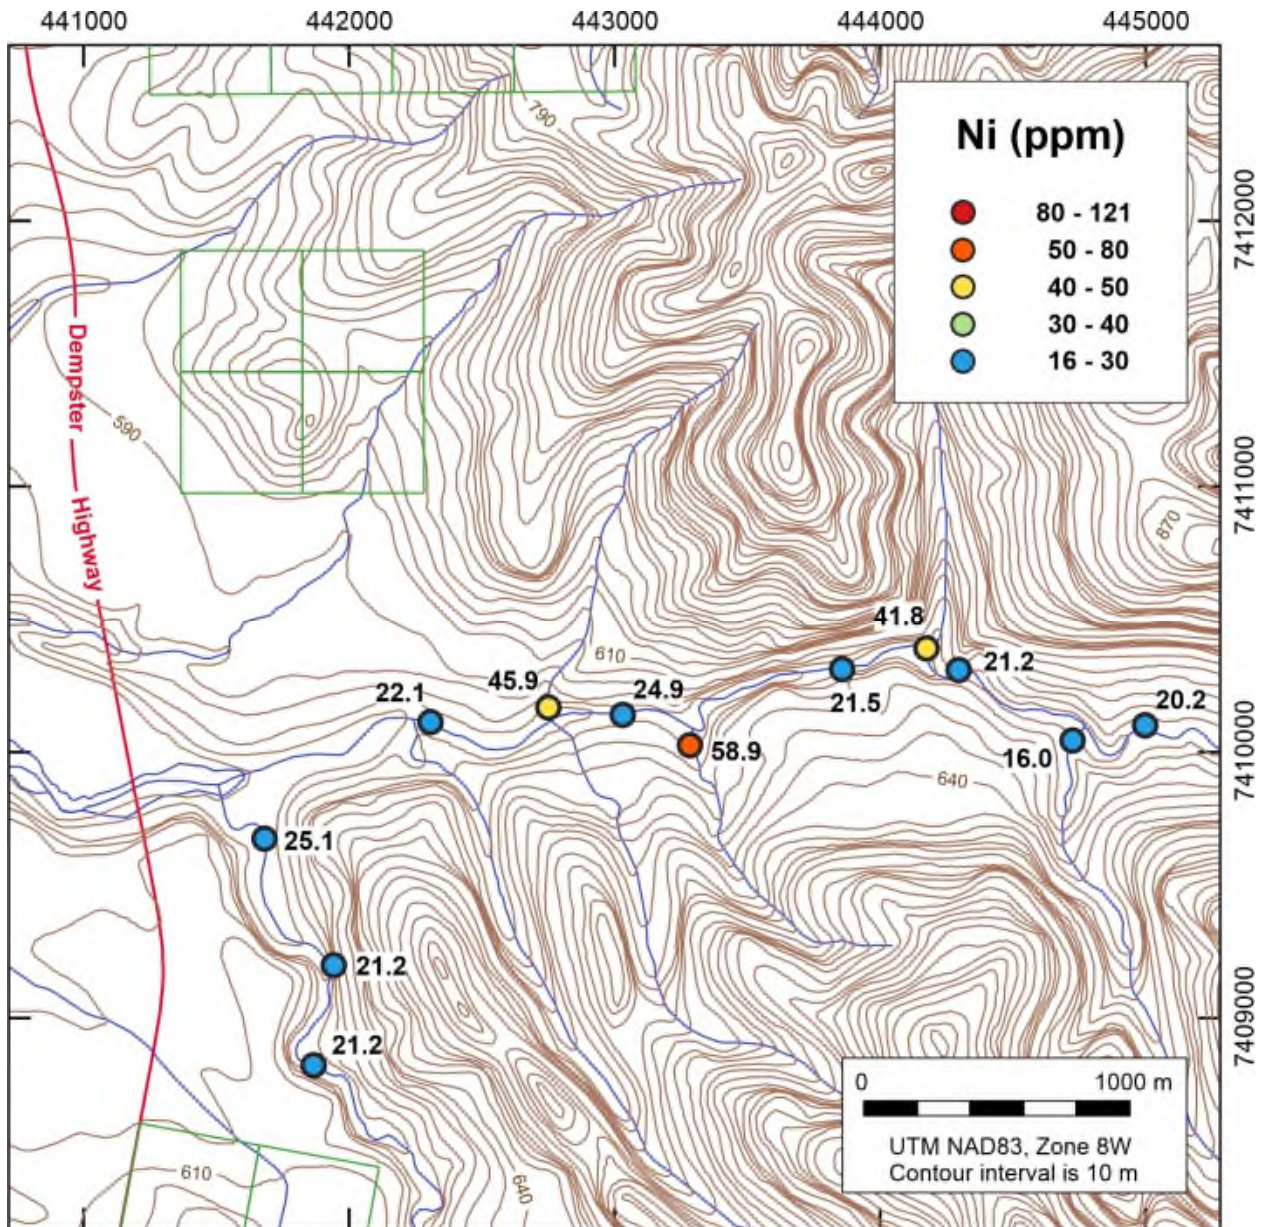 441000 442000 443000 444000 445000
790
Ni (ppm)
80 - 121
50 - 80
40 - 50
30 - 40
16 - 30
7412000
Dempster
590
Highway
7411000
870
41.8
610
21.2
45.9
24.9
22.1
21.5
20.2
58.9
16.0
7410000
640
25.1
21.2
7409000
21.2
0 1000 m
UTM NAD83, Zone 8W
Contour interval is 10 m
610
640